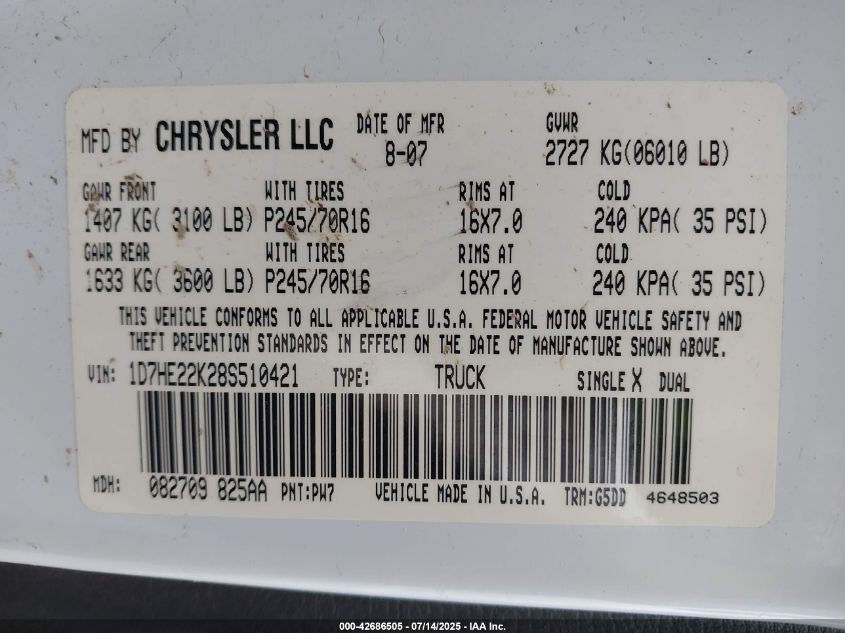 MFD BY CHRYSLER LLC DATE OF MFR GVWR
8-07 2727 KG(06010 LB)
GAWR FRONT WITH TIRES RIMS AT COLD
1407 KG( 3100 LB) P245/70R16 16X7.0 240 KPA( 35 PSI)
GAWR REAR WITH TIRES RIMS AT COLD
1633 KG( 3600 LB) P245/70R16 16X7.0 240 KPA( 35 PSI)
THIS VEHICLE CONFORMS TO ALL APPLICABLE U.S.A. FEDERAL MOTOR VEHICLE SAFETY AND
THEFT PREVENTION STANDARDS IN EFFECT ON THE DATE OF MANUFACTURE SHOWN ABOVE.
VIN: 1D7HE22K28S510421 TYPE: TRUCK SINGLE X DUAL
MDH: 082709 825AA PNT:PW7 VEHICLE MADE IN U.S.A. TRM:G5DD 4648503
000-42686505 - 07/14/2025 - IAA Inc.